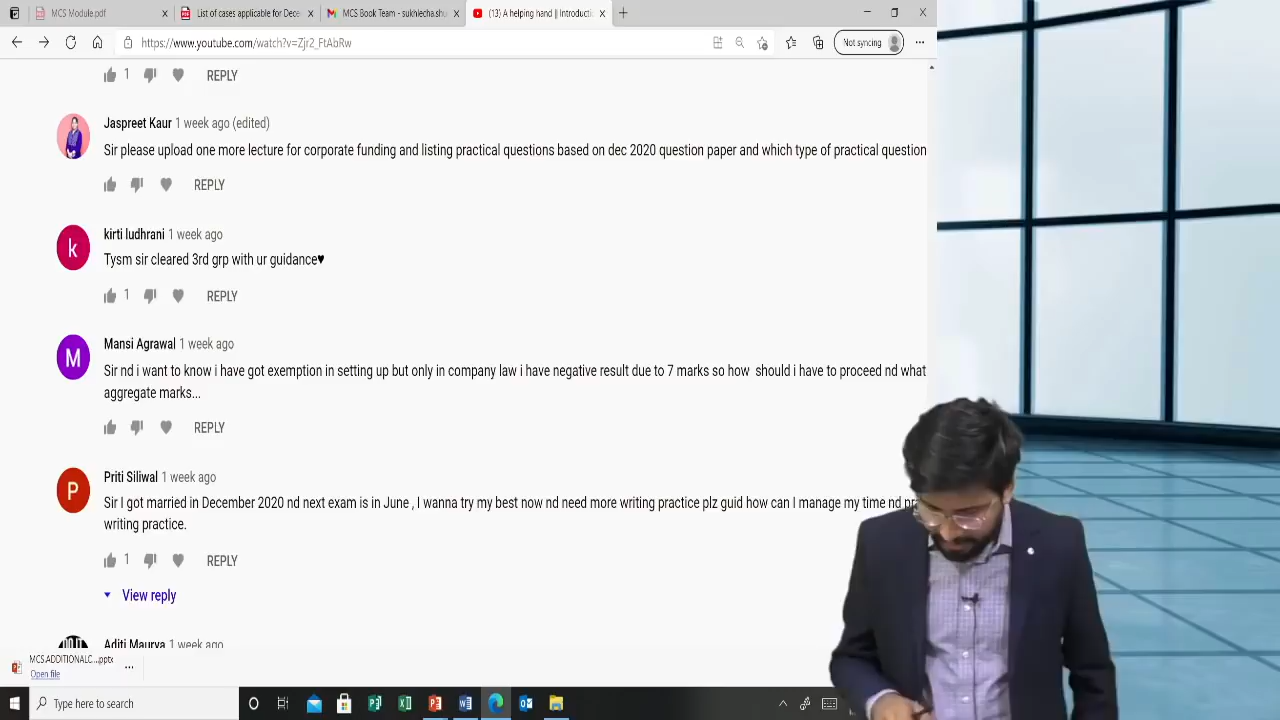 MCS Module.pdf
List of cases applicable for Dece
MCS Book Team - sukhlecha.sh
(13) A helping hand || Introducti
https://www.youtube.com/watch?v=Zjr2_FtAbRw
Not syncing
1 REPLY
Jaspreet Kaur 1 week ago (edited)
Sir please upload one more lecture for corporate funding and listing practical questions based on dec 2020 question paper and which type of practical question
REPLY
k
kirti ludhrani 1 week ago
Tysm sir cleared 3rd grp with ur guidance♥
1 REPLY
M
Mansi Agrawal 1 week ago
Sir nd i want to know i have got exemption in setting up but only in company law i have negative result due to 7 marks so how should i have to proceed nd what
aggregate marks...
REPLY
P
Priti Siliwal 1 week ago
Sir I got married in December 2020 nd next exam is in June , I wanna try my best now nd need more writing practice plz guid how can I manage my time nd
writing practice.
1 REPLY
View reply
Aditi Maurya 1 week ago
MCS.ADDITIONALC....pptx
Open file
Type here to search